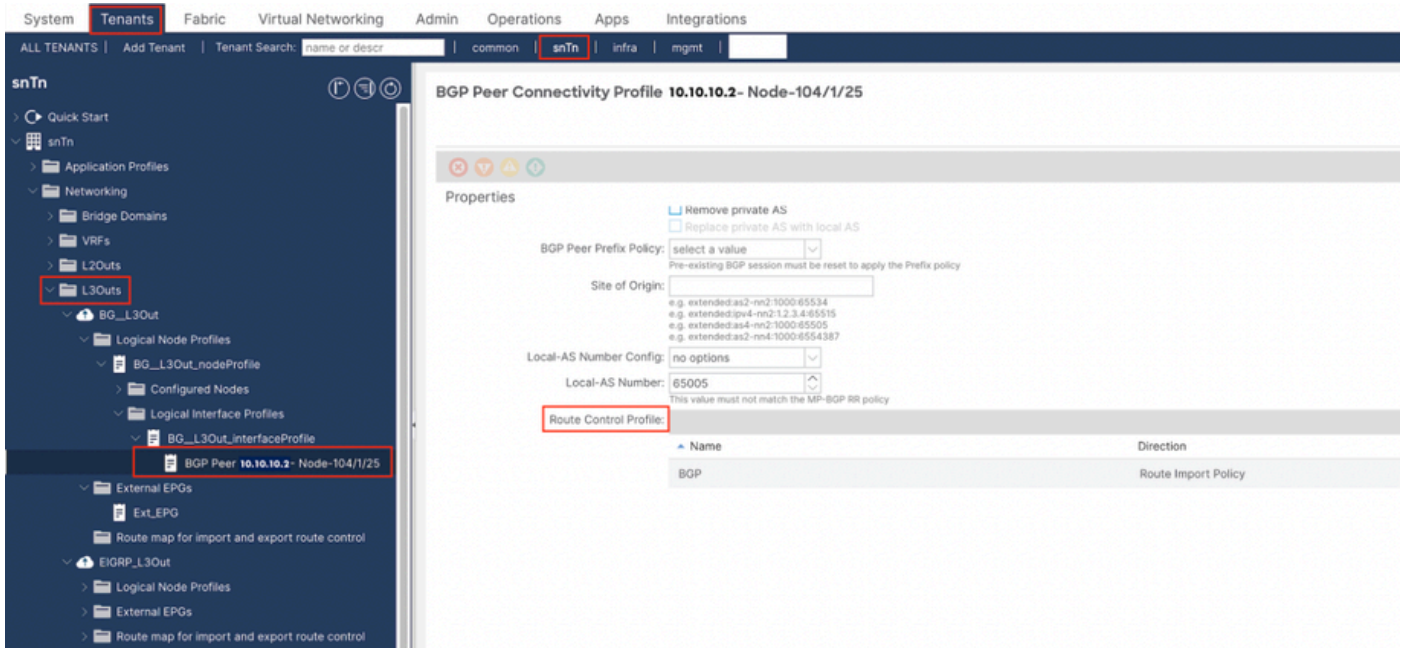 System Tenants Fabric Virtual Networking Admin Operations Apps Integrations
ALL TENANTS | Add Tenant | Tenant Search: name or descr | common | snTn | infra | mgmt |
snTn
Quick Start
snTn
Application Profiles
Networking
Bridge Domains
VRFs
L2Outs
L3Outs
BG__L3Out
Logical Node Profiles
BG__L3Out_nodeProfile
Configured Nodes
Logical Interface Profiles
BG__L3Out_interfaceProfile
BGP Peer 10.10.10.2- Node-104/1/25
External EPGs
Ext_EPG
Route map for import and export route control
EIGRP_L3Out
Logical Node Profiles
External EPGs
Route map for import and export route control
BGP Peer Connectivity Profile 10.10.10.2- Node-104/1/25
Properties
Remove private AS
Replace private AS with local AS
BGP Peer Prefix Policy: select a value
Pre-existing BGP session must be reset to apply the Prefix policy
Site of Origin:
e.g. extended:as2-nn2:1000:65534
e.g. extended:ipv4-nn2:1.2.3.4:65515
e.g. extended:as4-nn2:1000:65505
e.g. extended:as2-nn4:1000:6554387
Local-AS Number Config: no options
Local-AS Number: 65005
This value must not match the MP-BGP RR policy
Route Control Profile:
Name Direction
BGP Route Import Policy